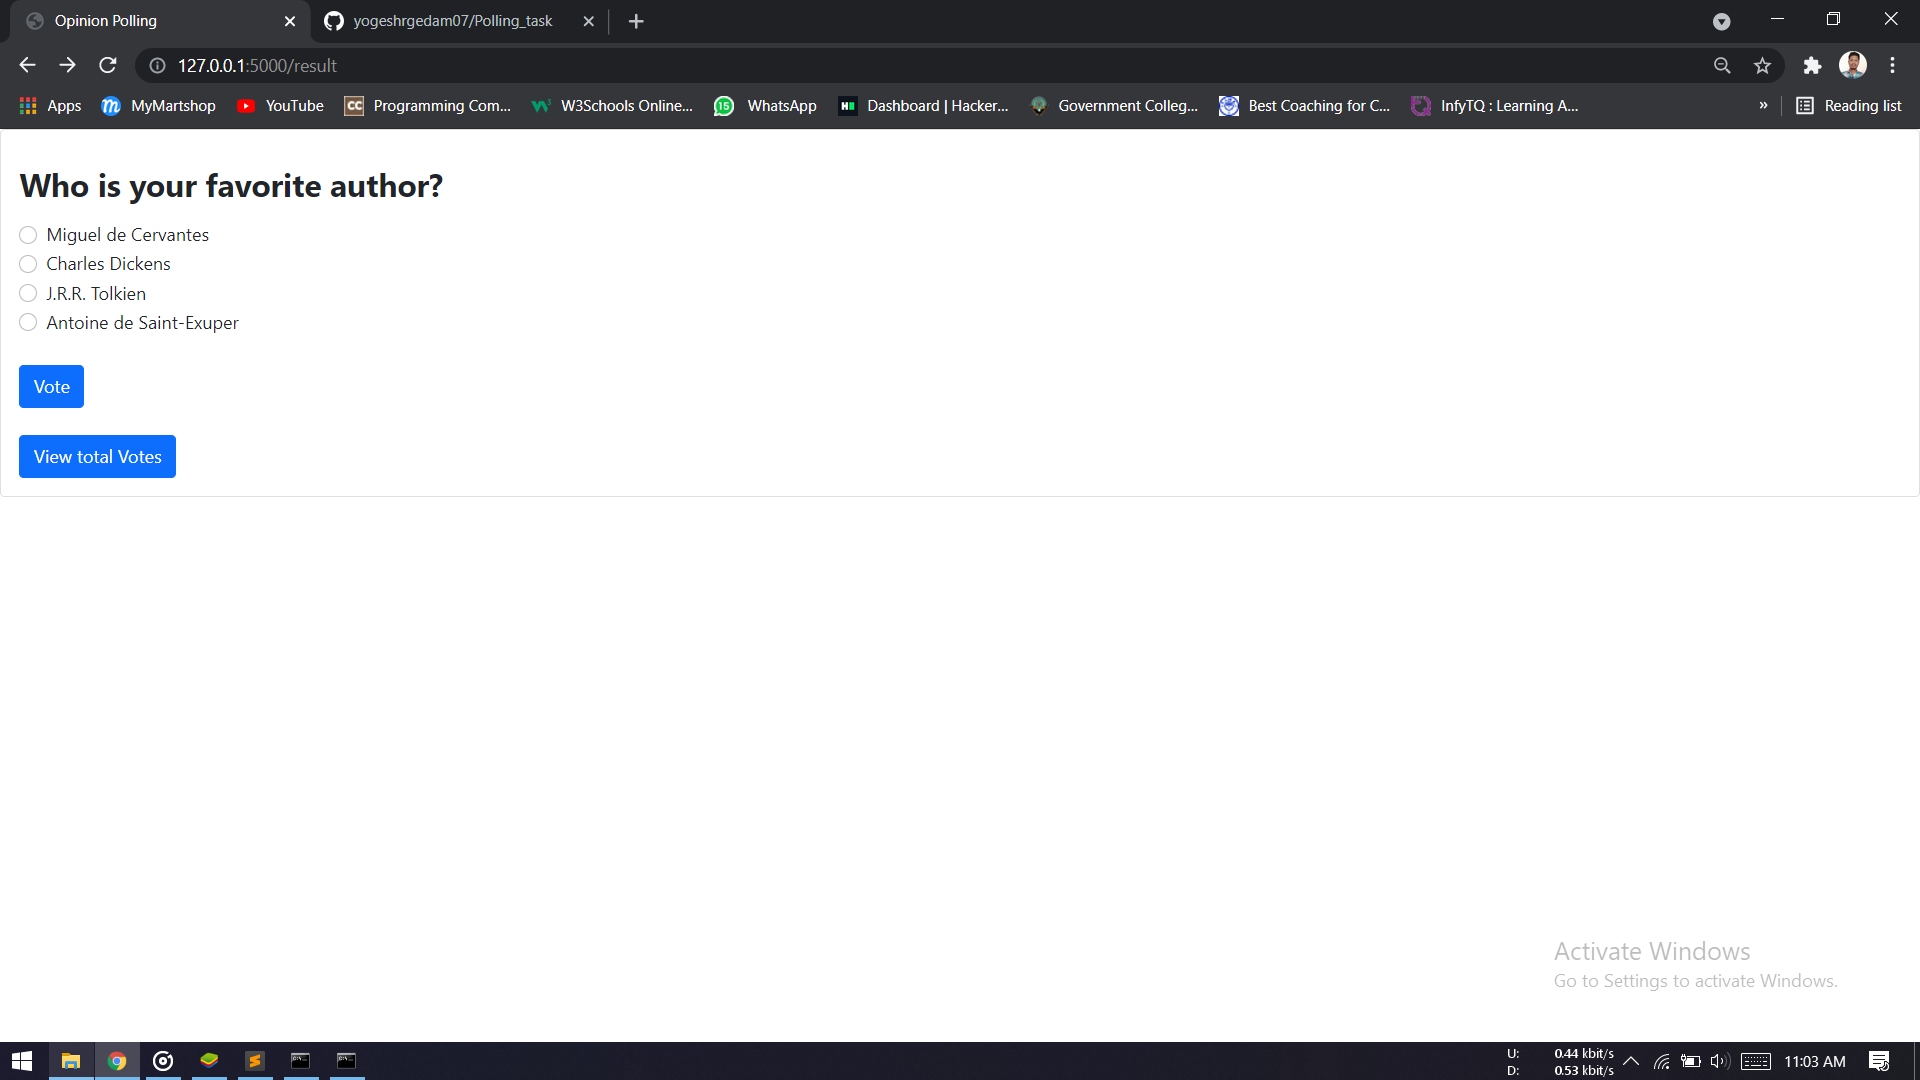 Opinion Polling
yogeshrgedam07/Polling_task
127.0.0.1:5000/result
Apps
MyMartshop
YouTube
CC
Programming Com...
W3Schools Online...
15
WhatsApp
Dashboard | Hacker...
Government Colleg...
Best Coaching for C...
InfyTQ : Learning A...
»
Reading list
Who is your favorite author?
Miguel de Cervantes
Charles Dickens
J.R.R. Tolkien
Antoine de Saint-Exuper
Vote
View total Votes
Activate Windows
Go to Settings to activate Windows.
U: 0.44 kbit/s
D: 0.53 kbit/s
11:03 AM